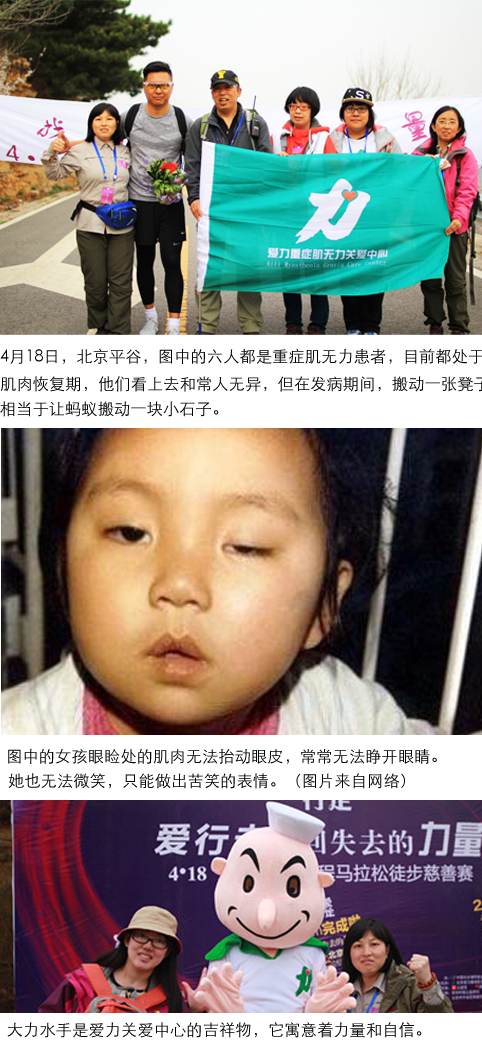 找
量
4.
爱力重症肌无力关爱中心
Aili Myasthenia Gravis Care Center
4月18日，北京平谷，图中的六人都是重症肌无力患者，目前都处于
肌肉恢复期，他们看上去和常人无异，但在发病期间，搬动一张凳子
相当于让蚂蚁搬动一块小石子。
图中的女孩眼睑处的肌肉无法抬动眼皮，常常无法睁开眼睛。
她也无法微笑，只能做出苦笑的表情。（图片来自网络）
行走
爱行走 回失去的力量
4•18 马拉松徒步慈善赛
完成啦
大力水手是爱力关爱中心的吉祥物，它寓意着力量和自信。